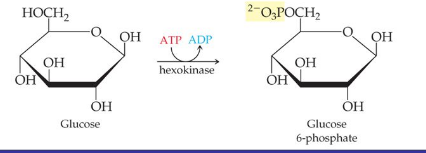 HOCH₂
O
OH
OH
OH
OH
Glucose
ATP ADP
hexokinase
²⁻O₃POCH₂
O
OH
OH
OH
OH
Glucose
6-phosphate